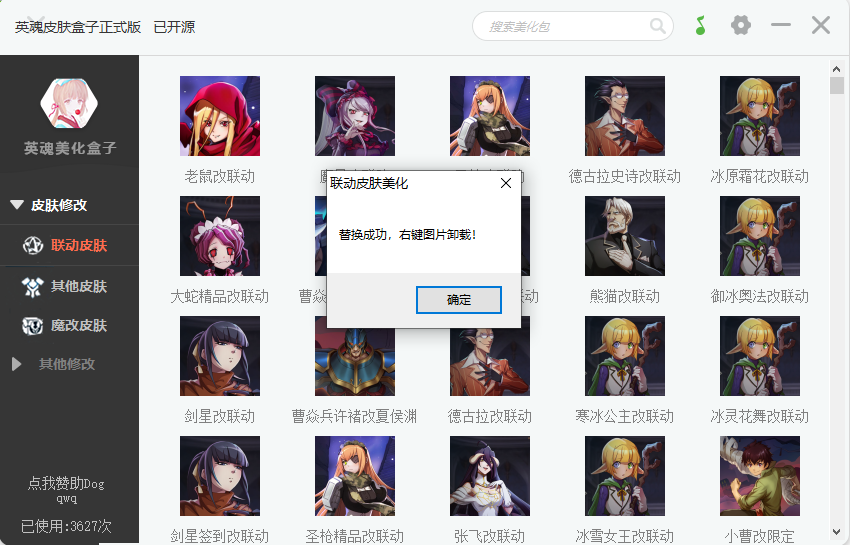 英魂皮肤盒子正式版 已开源
搜索美化包
英魂美化盒子
皮肤修改
联动皮肤
其他皮肤
魔改皮肤
其他修改
点我赞助Dog
qwq
已使用:3627次
老鼠改联动
德古拉史诗改联动
冰原霜花改联动
联动皮肤美化
替换成功，右键图片卸载!
确定
大蛇精品改联动
熊猫改联动
御冰奥法改联动
剑星改联动
曹焱兵许褚改夏侯渊
德古拉改联动
寒冰公主改联动
冰灵花舞改联动
剑星签到改联动
圣枪精品改联动
张飞改联动
冰雪女王改联动
小曹改限定